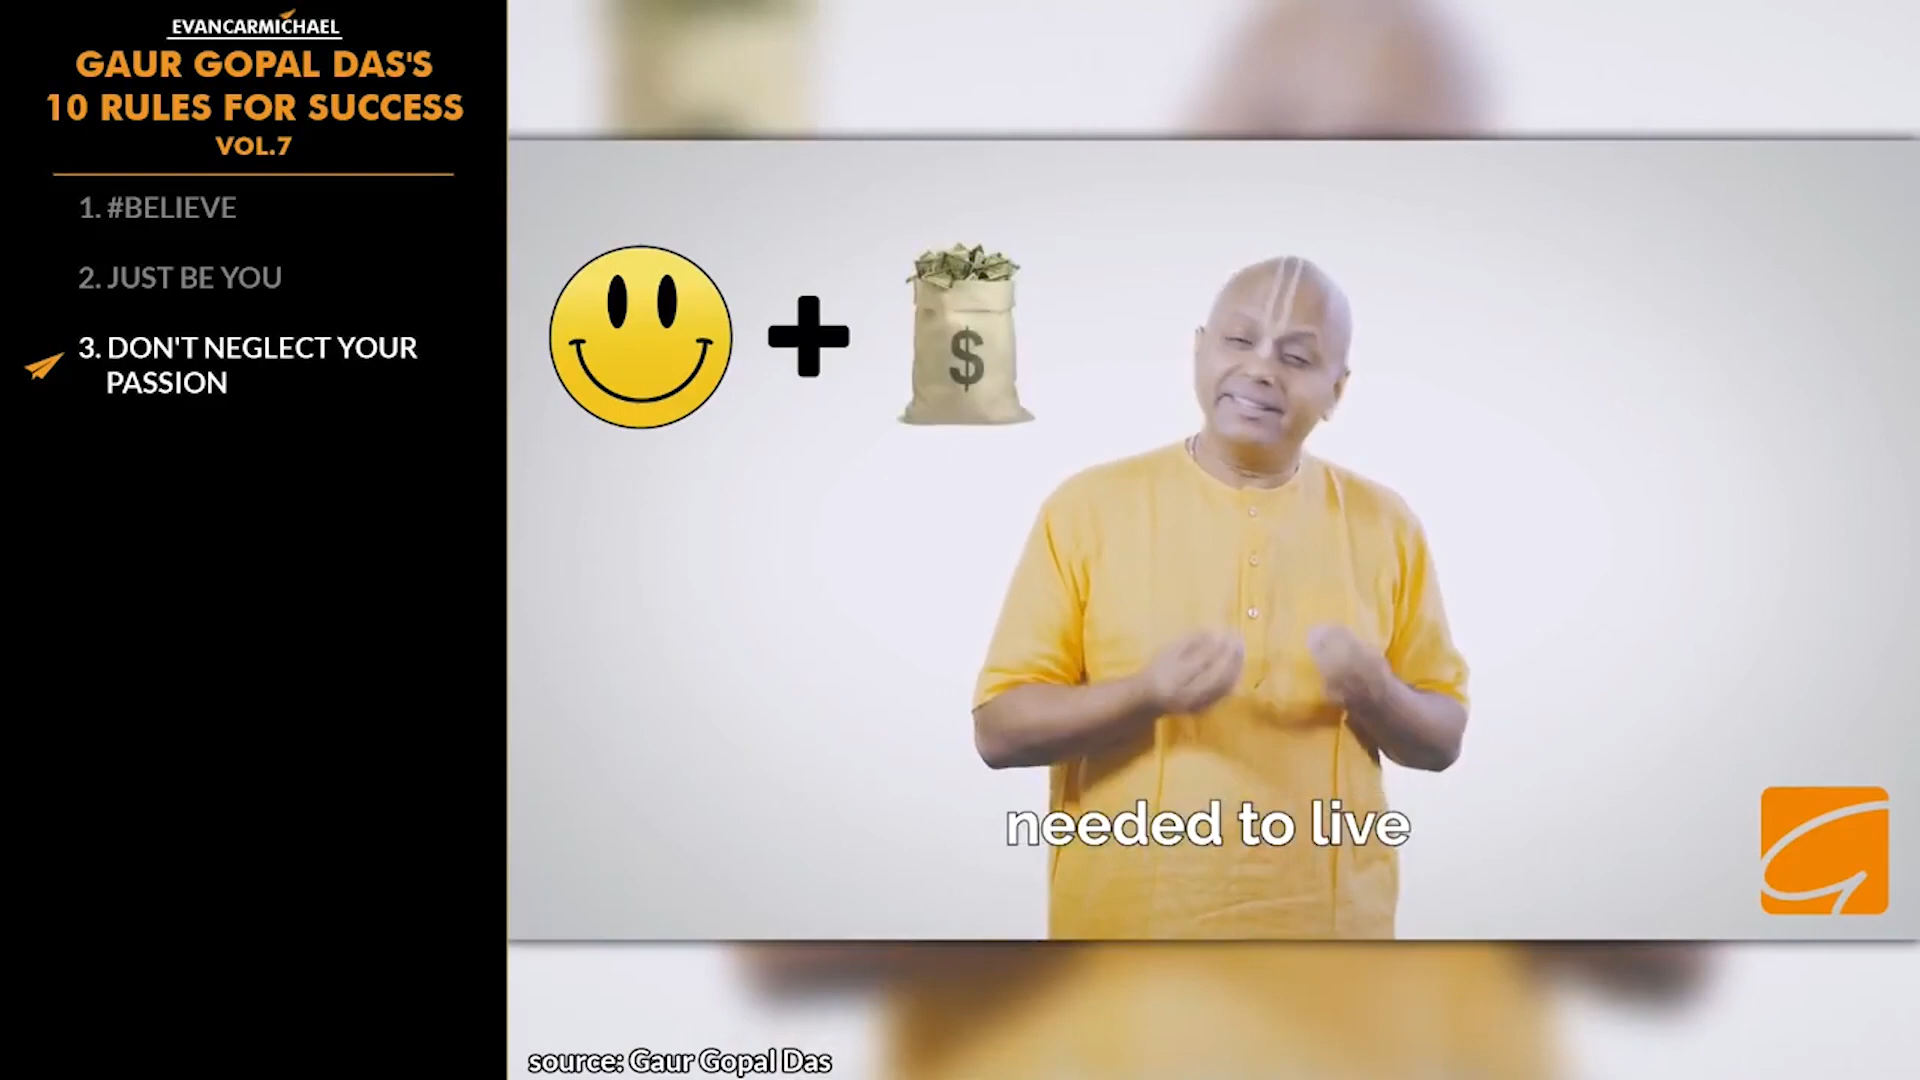 EVANCARMICHAEL
GAUR GOPAL DAS'S
10 RULES FOR SUCCESS
VOL.7
1. #BELIEVE
2. JUST BE YOU
3. DON'T NEGLECT YOUR
PASSION
$
needed to live
source: Gaur Gopal Das